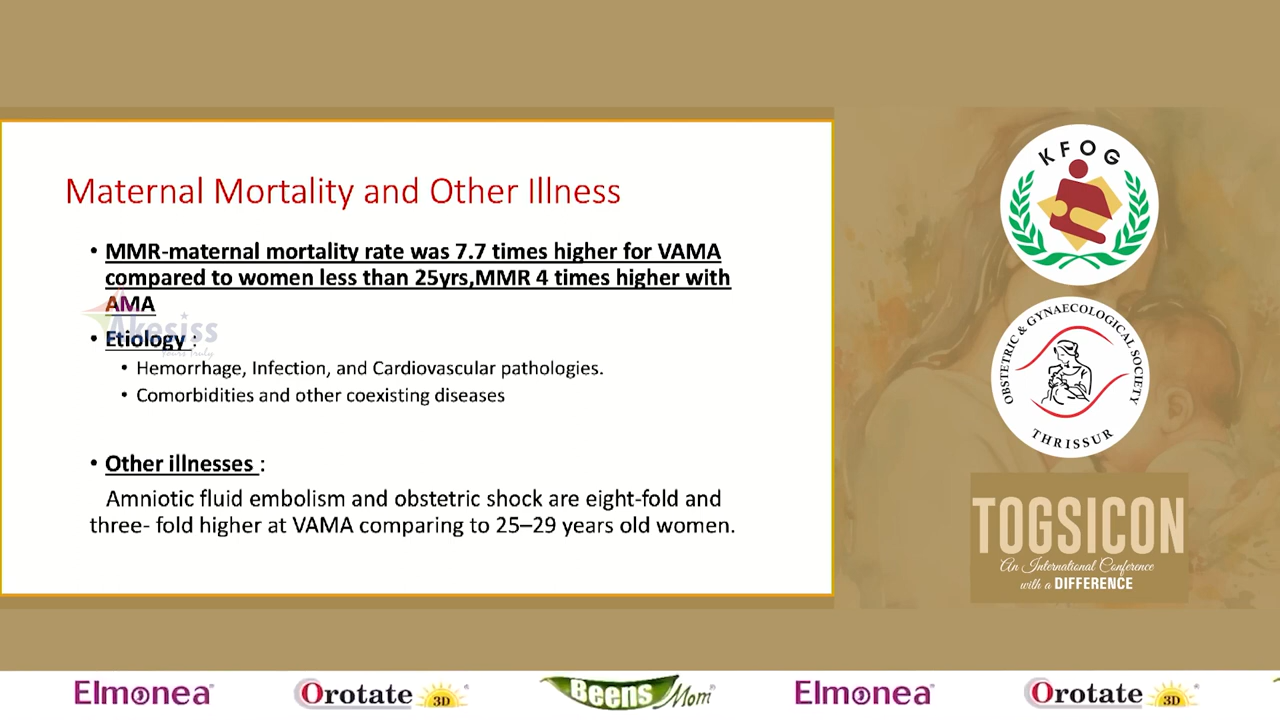 Maternal Mortality and Other Illness
• MMR-maternal mortality rate was 7.7 times higher for VAMA
compared to women less than 25yrs,MMR 4 times higher with
AMA
• Etiology :
• Hemorrhage, Infection, and Cardiovascular pathologies.
• Comorbidities and other coexisting diseases
• Other illnesses :
Amniotic fluid embolism and obstetric shock are eight-fold and
three- fold higher at VAMA comparing to 25–29 years old women.
Akesiss
Yours Truly
KFOG
OBSTETRIC & GYNAECOLOGICAL SOCIETY
THRISSUR
TOGSICON
An International Conference
with a DIFFERENCE
Elmonea Orotate 3D Beens Mom Elmonea Orotate 3D